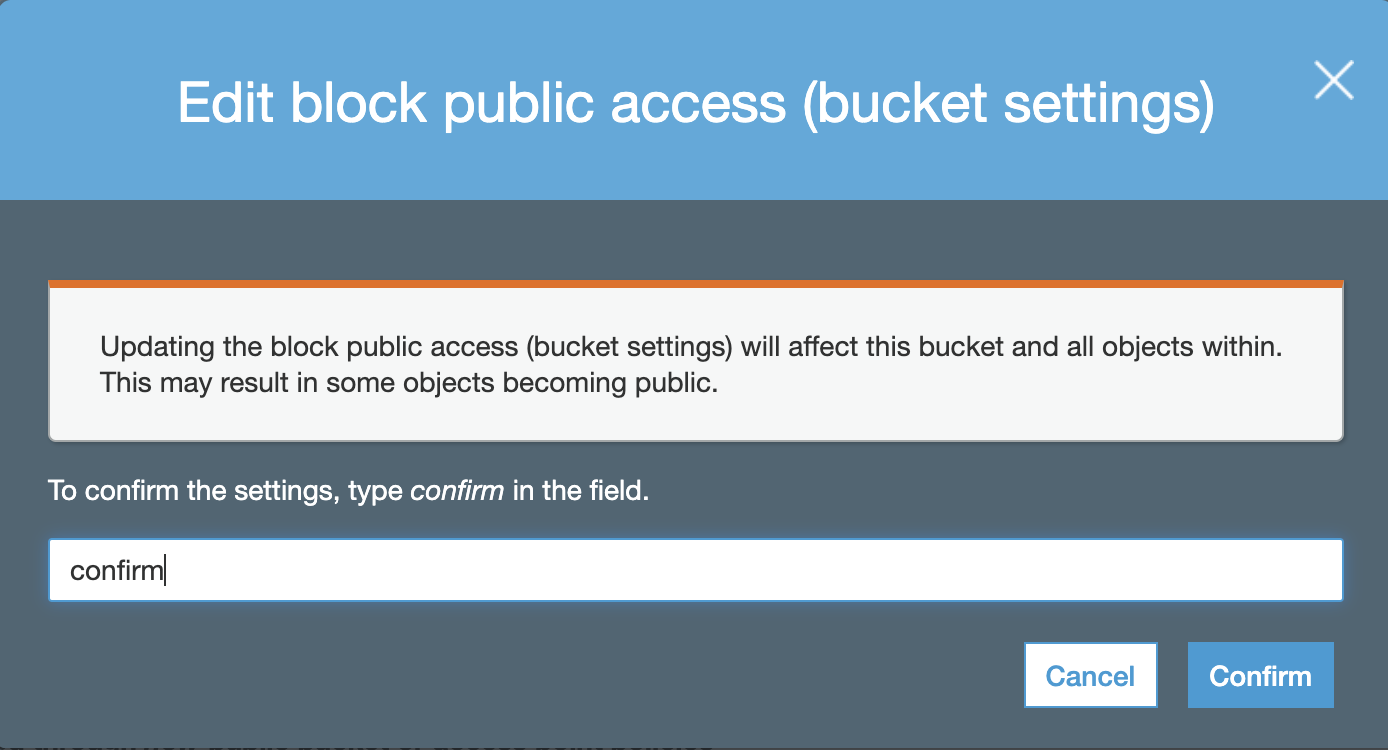 Edit block public access (bucket settings)
Updating the block public access (bucket settings) will affect this bucket and all objects within.
This may result in some objects becoming public.
To confirm the settings, type confirm in the field.
confirm
Cancel
Confirm